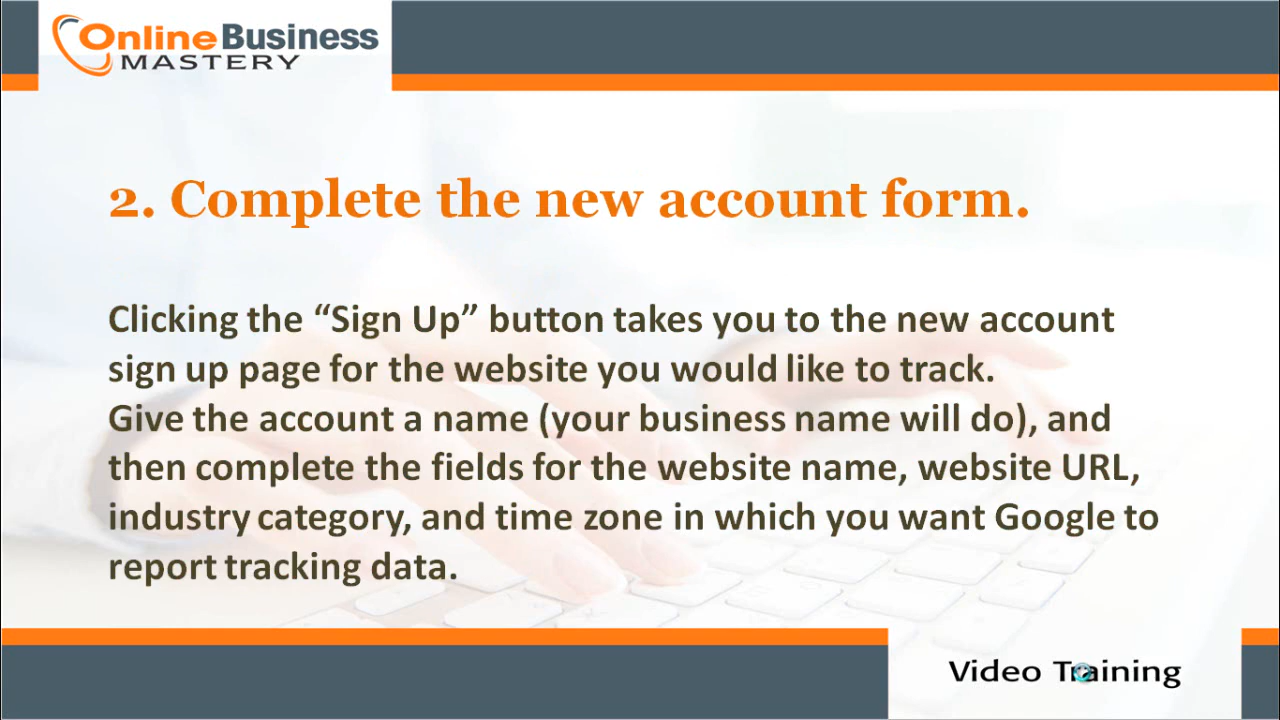 Online Business
MASTERY
2. Complete the new account form.
Clicking the “Sign Up” button takes you to the new account
sign up page for the website you would like to track.
Give the account a name (your business name will do), and
then complete the fields for the website name, website URL,
industry category, and time zone in which you want Google to
report tracking data.
Video Training